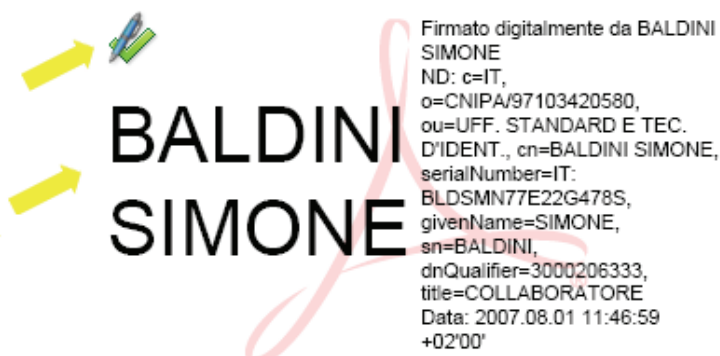 BALDINI
SIMONE
Firmato digitalmente da BALDINI
SIMONE
ND: c=IT,
o=CNIPA/97103420580,
ou=UFF. STANDARD E TEC.
D'IDENT., cn=BALDINI SIMONE,
serialNumber=IT:
BLDSMN77E22G478S,
givenName=SIMONE,
sn=BALDINI,
dnQualifier=3000206333,
title=COLLABORATORE
Data: 2007.08.01 11:46:59
+02'00'